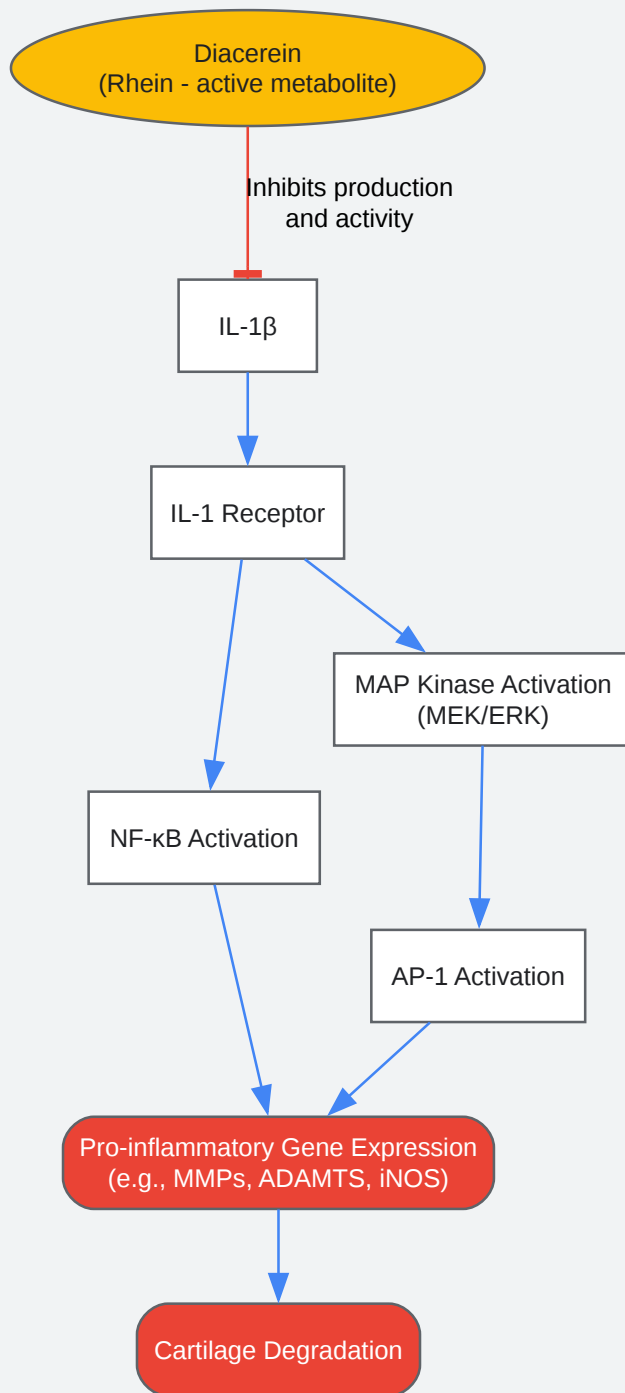 Diacerein
(Rhein - active metabolite)
Inhibits production
and activity
IL-1β
IL-1 Receptor
MAP Kinase Activation
(MEK/ERK)
NF-κB Activation
AP-1 Activation
Pro-inflammatory Gene Expression
(e.g., MMPs, ADAMTS, iNOS)
Cartilage Degradation